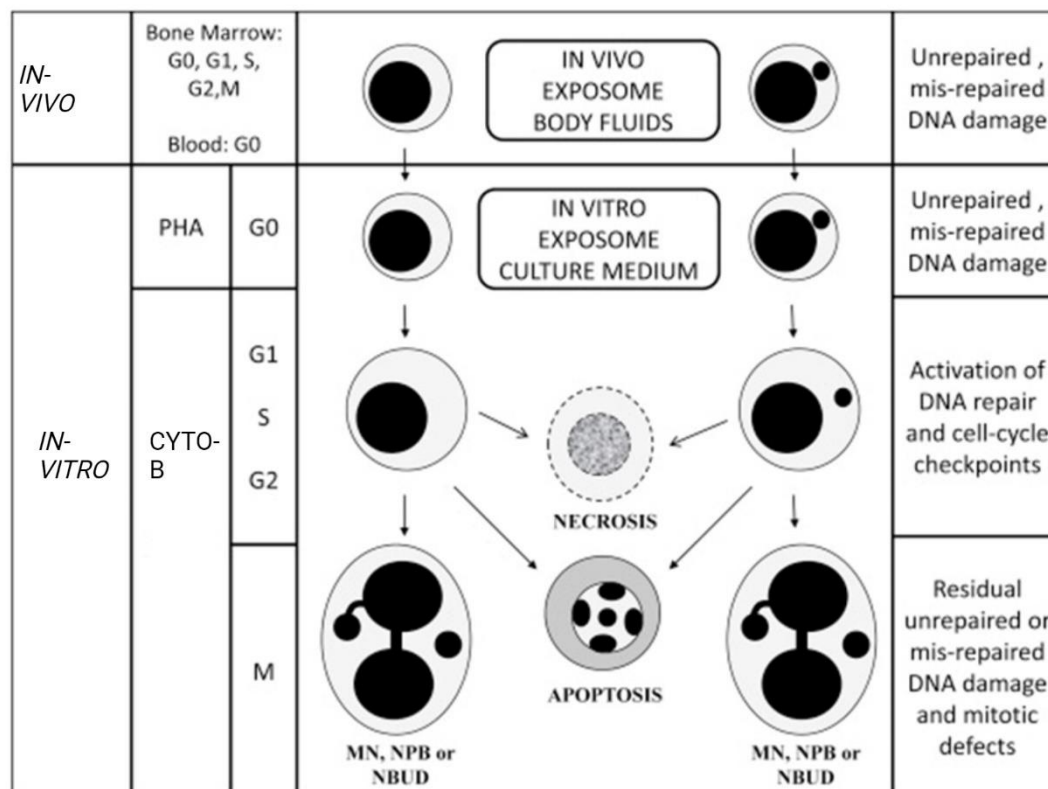 IN-
VIVO
Bone Marrow:
G0, G1, S,
G2,M
Blood: G0
IN VIVO
EXPOSOME
BODY FLUIDS
Unrepaired ,
mis-repaired
DNA damage
IN-
VITRO
PHA
G0
IN VITRO
EXPOSOME
CULTURE MEDIUM
Unrepaired ,
mis-repaired
DNA damage
CYTO-
B
G1
S
G2
NECROSIS
Activation of
DNA repair
and cell-cycle
checkpoints
M
APOPTOSIS
MN, NPB or
NBUD
MN, NPB or
NBUD
Residual
unrepaired or
mis-repaired
DNA damage
and mitotic
defects